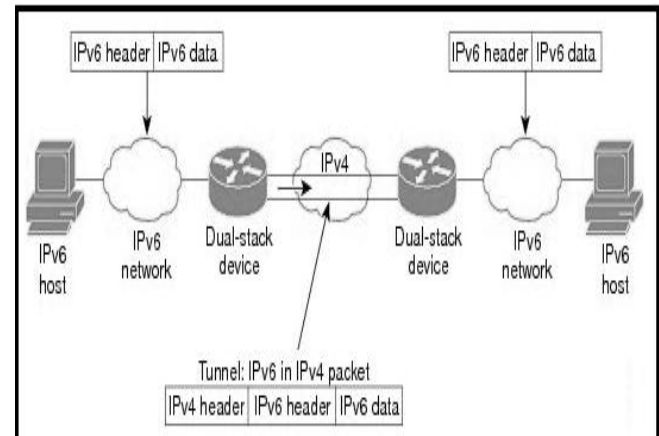 IPv6 header IPv6 data
IPv6 header IPv6 data
IPv4
IPv6
host
IPv6
network
Dual-stack
device
Dual-stack
device
IPv6
network
IPv6
host
Tunnel: IPv6 in IPv4 packet
IPv4 header IPv6 header IPv6 data